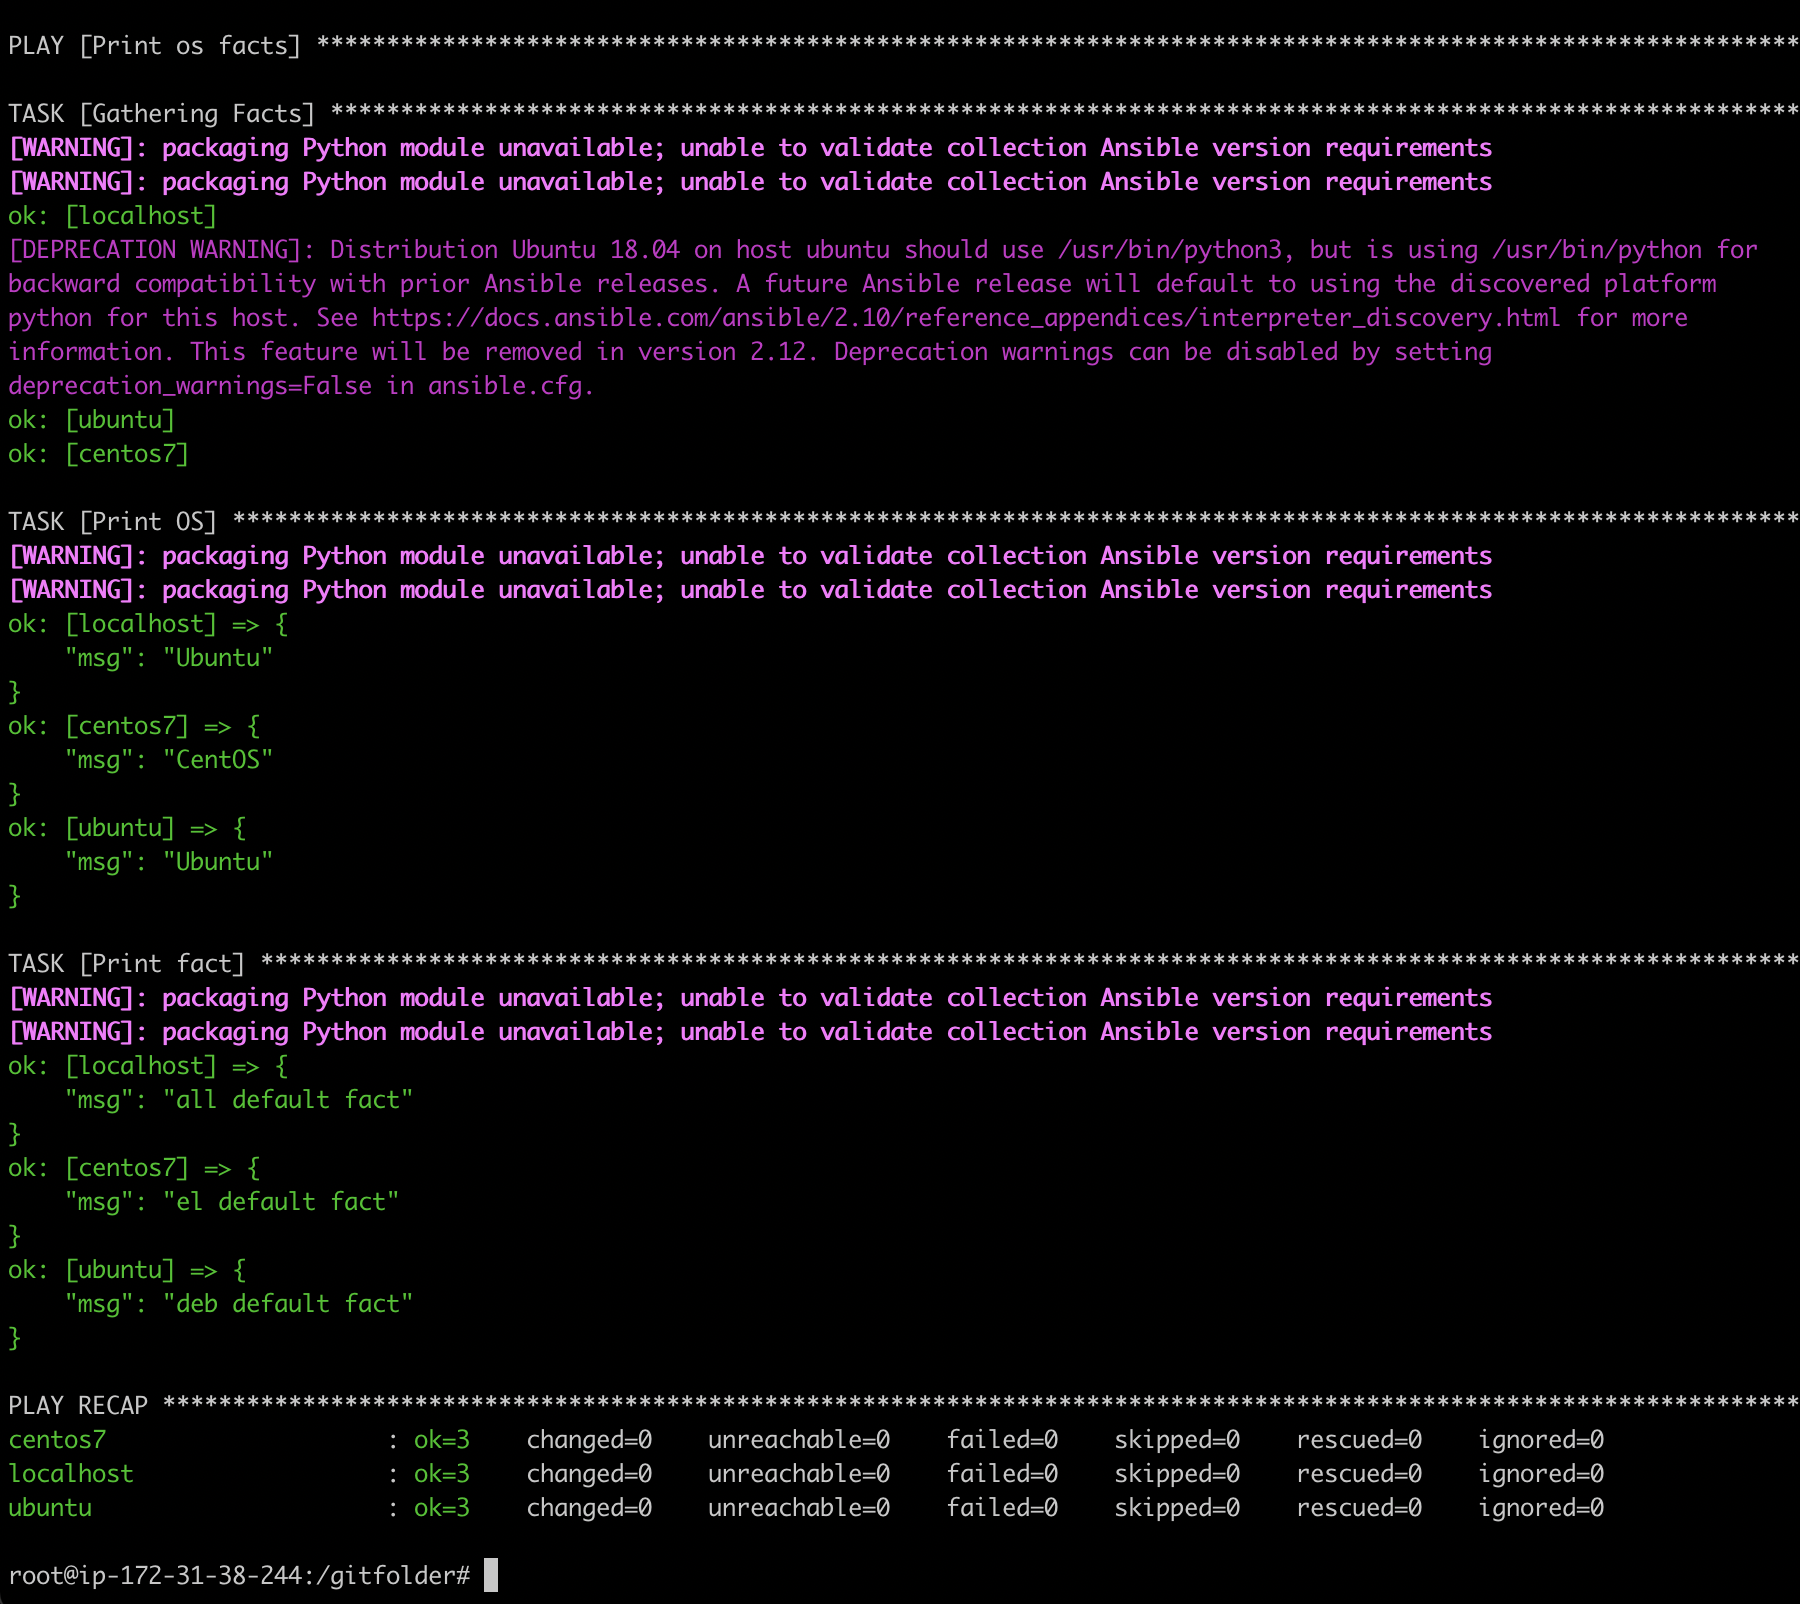 PLAY [Print os facts] **********************************************************************************************************
TASK [Gathering Facts] *********************************************************************************************************
[WARNING]: packaging Python module unavailable; unable to validate collection Ansible version requirements
[WARNING]: packaging Python module unavailable; unable to validate collection Ansible version requirements
ok: [localhost]
[DEPRECATION WARNING]: Distribution Ubuntu 18.04 on host ubuntu should use /usr/bin/python3, but is using /usr/bin/python for
backward compatibility with prior Ansible releases. A future Ansible release will default to using the discovered platform
python for this host. See https://docs.ansible.com/ansible/2.10/reference_appendices/interpreter_discovery.html for more
information. This feature will be removed in version 2.12. Deprecation warnings can be disabled by setting
deprecation_warnings=False in ansible.cfg.
ok: [ubuntu]
ok: [centos7]
TASK [Print OS] ****************************************************************************************************************
[WARNING]: packaging Python module unavailable; unable to validate collection Ansible version requirements
[WARNING]: packaging Python module unavailable; unable to validate collection Ansible version requirements
ok: [localhost] => {
    "msg": "Ubuntu"
}
ok: [centos7] => {
    "msg": "CentOS"
}
ok: [ubuntu] => {
    "msg": "Ubuntu"
}
TASK [Print fact] **************************************************************************************************************
[WARNING]: packaging Python module unavailable; unable to validate collection Ansible version requirements
[WARNING]: packaging Python module unavailable; unable to validate collection Ansible version requirements
ok: [localhost] => {
    "msg": "all default fact"
}
ok: [centos7] => {
    "msg": "el default fact"
}
ok: [ubuntu] => {
    "msg": "deb default fact"
}
PLAY RECAP *********************************************************************************************************************
centos7                    : ok=3    changed=0    unreachable=0    failed=0    skipped=0    rescued=0    ignored=0
localhost                  : ok=3    changed=0    unreachable=0    failed=0    skipped=0    rescued=0    ignored=0
ubuntu                     : ok=3    changed=0    unreachable=0    failed=0    skipped=0    rescued=0    ignored=0
root@ip-172-31-38-244:/gitfolder#